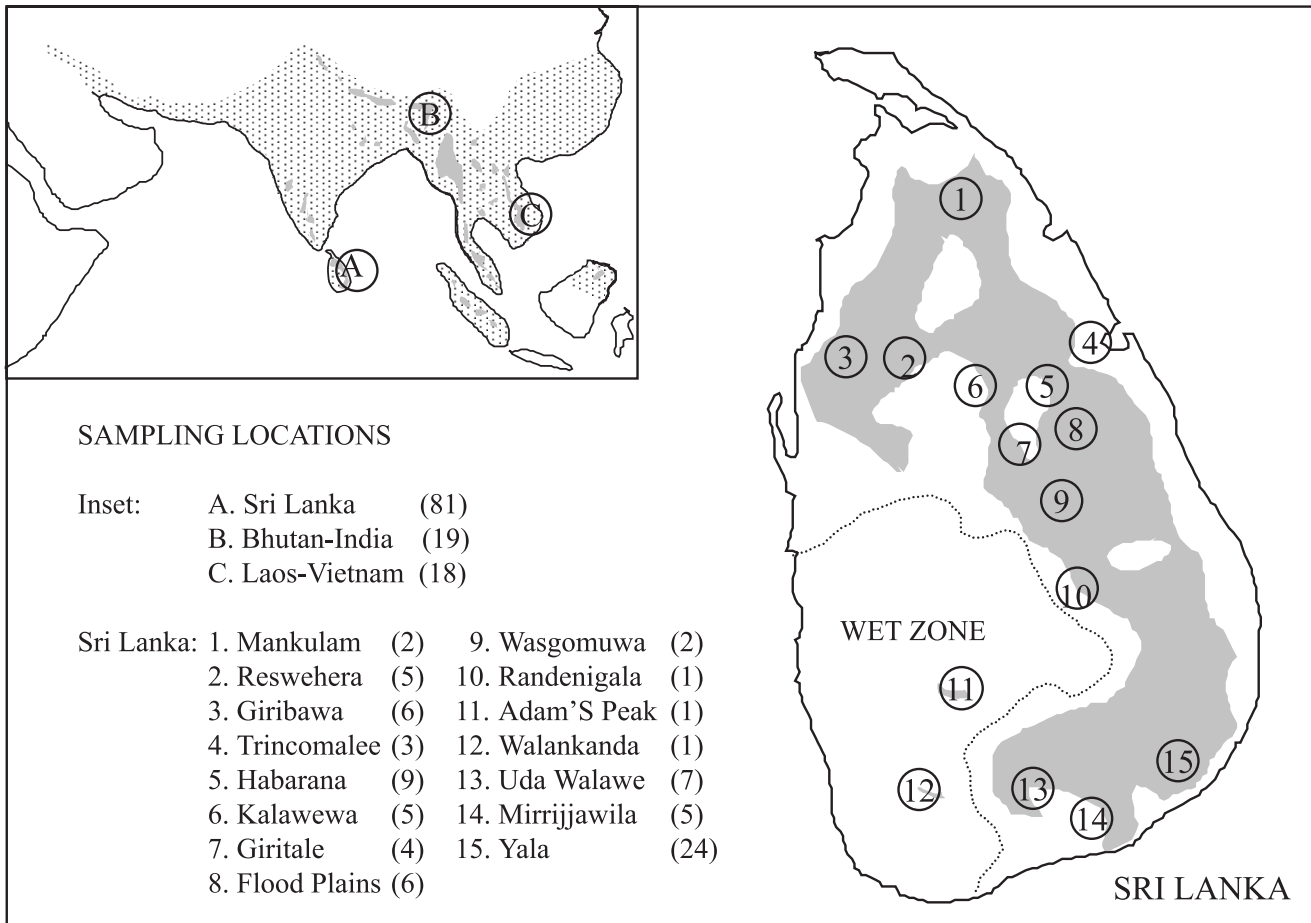 B
C
A
SAMPLING LOCATIONS
Inset: A. Sri Lanka (81)
B. Bhutan-India (19)
C. Laos-Vietnam (18)
Sri Lanka: 1. Mankulam (2) 9. Wasgomuwa (2)
2. Reswehera (5) 10. Randenigala (1)
3. Giribawa (6) 11. Adam'S Peak (1)
4. Trincomalee (3) 12. Walankanda (1)
5. Habarana (9) 13. Uda Walawe (7)
6. Kalawewa (5) 14. Mirrijjawila (5)
7. Giritale (4) 15. Yala (24)
8. Flood Plains (6)
1
4
3 2
6 5
8
7
9
10
WET ZONE
11
15
12 13
14
SRI LANKA